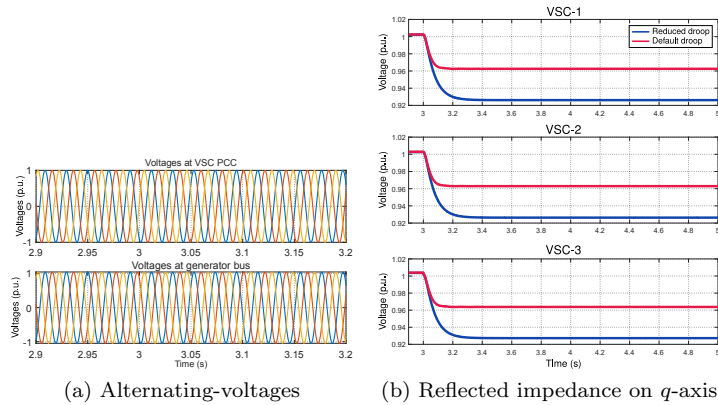 Voltages at VSC PCC
Voltages (p.u.)
1
0
-1
2.9 2.95 3 3.05 3.1 3.15 3.2
Voltages at generator bus
Voltages (p.u.)
1
0
-1
2.9 2.95 3 3.05 3.1 3.15 3.2
Time (s)
(a) Alternating-voltages
VSC-1
Voltage (p.u.)
1.02
1
0.98
0.96
0.94
0.92
Reduced droop
Default droop
3 3.2 3.4 3.6 3.8 4 4.2 4.4 4.6 4.8 5
VSC-2
Voltage (p.u.)
1.02
1
0.98
0.96
0.94
0.92
3 3.2 3.4 3.6 3.8 4 4.2 4.4 4.6 4.8 5
VSC-3
Voltage (p.u.)
1.02
1
0.98
0.96
0.94
0.92
3 3.2 3.4 3.6 3.8 4 4.2 4.4 4.6 4.8 5
TIme (s)
(b) Reflected impedance on q-axis